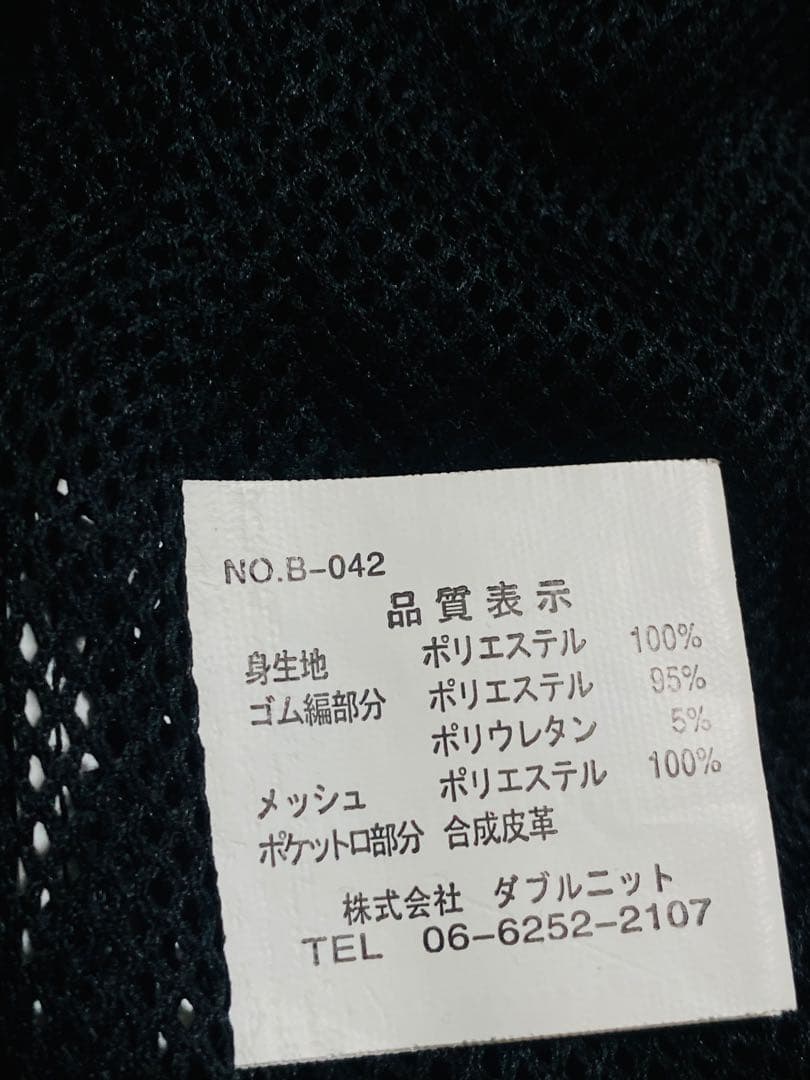 NO.B-042
品質表示
身生地 ポリエステル 100%
ゴム編部分 ポリエステル 95%
ポリウレタン 5%
メッシュ ポリエステル 100%
ポケット口部分 合成皮革
株式会社 ダブルニット
TEL 06-6252-2107